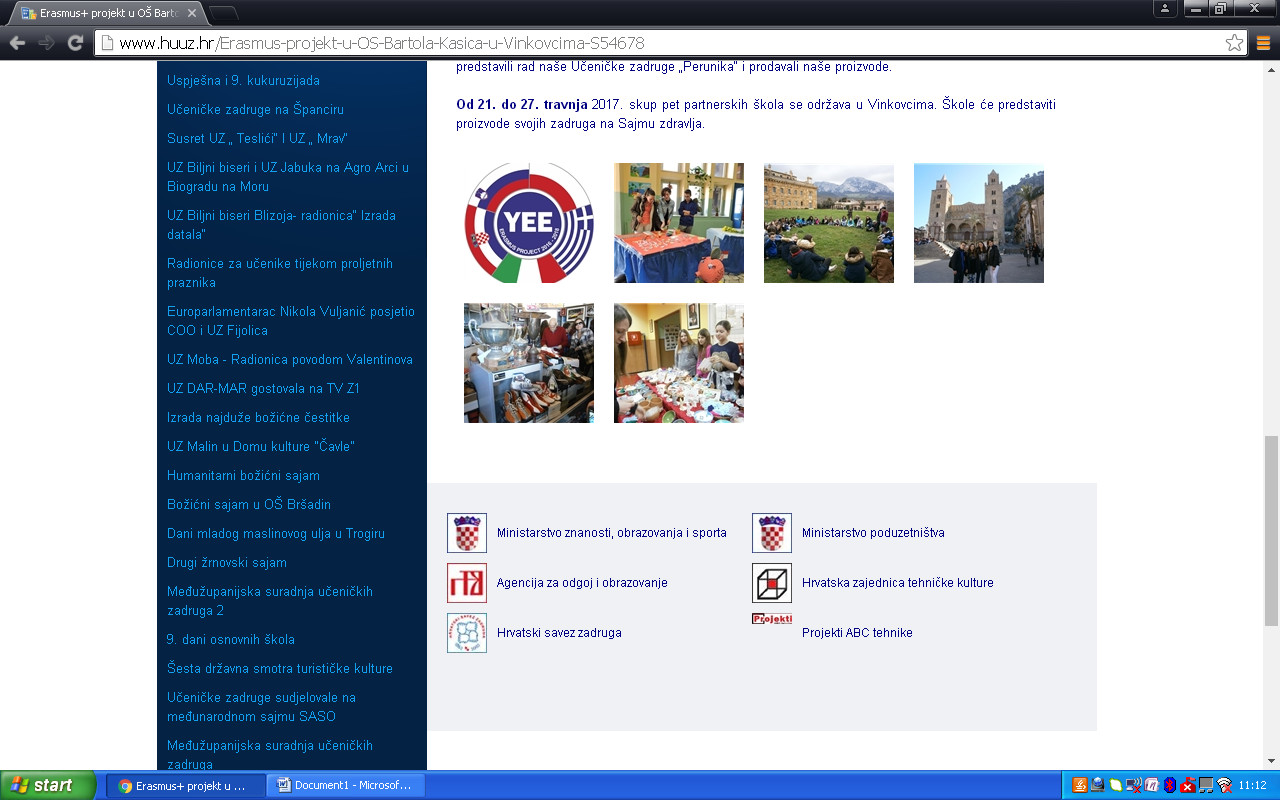 Erasmus+ projekt u OŠ Barto
www.huuz.hr/Erasmus-projekt-u-OS-Bartola-Kasica-u-Vinkovcima-S54678
Uspješna i 9. kukuruzijada
Učeničke zadruge na Španciru
Susret UZ „ Teslići" I UZ „ Mrav"
UZ Biljni biseri i UZ Jabuka na Agro Arci u
Biogradu na Moru
UZ Biljni biseri Blizoja- radionica" Izrada
datala"
Radionice za učenike tijekom proljetnih
praznika
Europarlamentarac Nikola Vuljanić posjetio
COO i UZ Fijolica
UZ Moba - Radionica povodom Valentinova
UZ DAR-MAR gostovala na TV Z1
Izrada najduže božićne čestitke
UZ Malin u Domu kulture "Čavle"
Humanitarni božićni sajam
Božićni sajam u OŠ Bršadin
Dani mladog maslinovog ulja u Trogiru
Drugi žrnovski sajam
Međužupanijska suradnja učeničkih
zadruga 2
9. dani osnovnih škola
Šesta državna smotra turističke kulture
Učeničke zadruge sudjelovale na
međunarodnom sajmu SASO
Međužupanijska suradnja učeničkih
zadruga
predstavili rad naše Učeničke zadruge „Perunika" i prodavali naše proizvode.
Od 21. do 27. travnja 2017. skup pet partnerskih škola se održava u Vinkovcima. Škole će predstaviti
proizvode svojih zadruga na Sajmu zdravlja.
YEE
ERASMUS PROJECT 2016 - 2018
Ministarstvo znanosti, obrazovanja i sporta
Ministarstvo poduzetništva
Agencija za odgoj i obrazovanje
Hrvatska zajednica tehničke kulture
Hrvatski savez zadruga
Projekti
Projekti ABC tehnike
start
Erasmus+ projekt u ...
Document1 - Microsof...
11:12